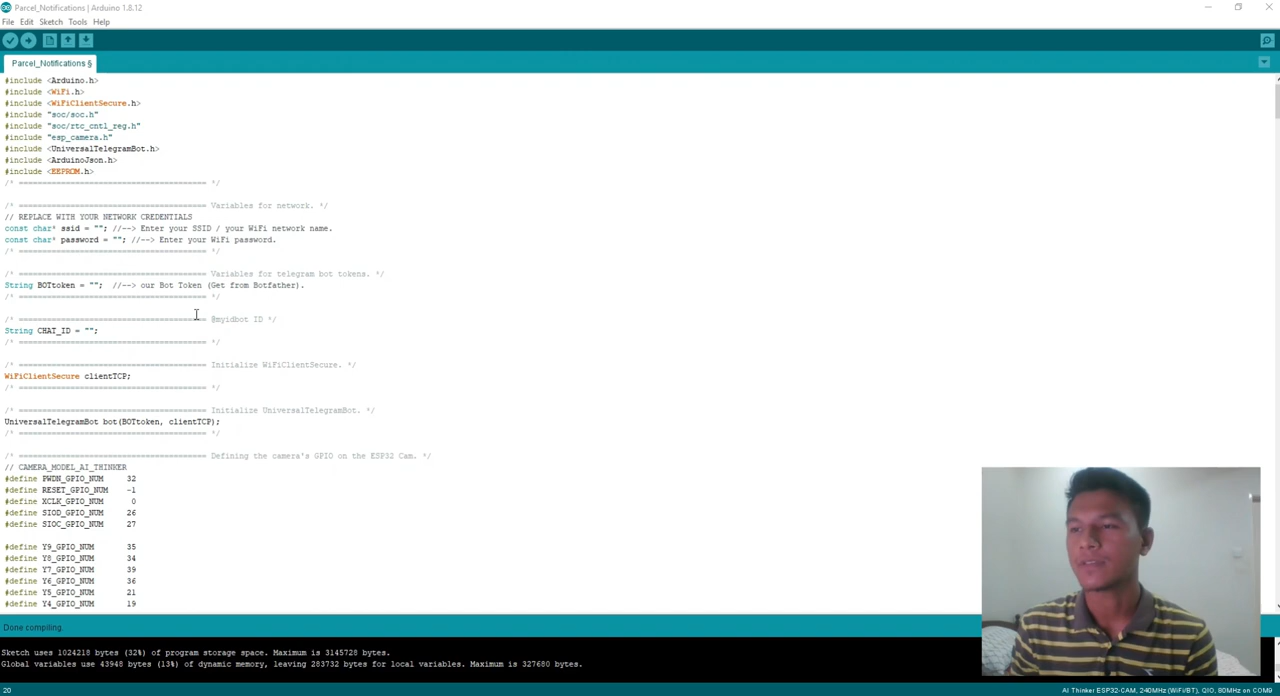 Parcel_Notifications | Arduino 1.8.12
File Edit Sketch Tools Help
Parcel_Notifications §
#include <Arduino.h>
#include <WiFi.h>
#include <WiFiClientSecure.h>
#include "soc/soc.h"
#include "soc/rtc_cntl_reg.h"
#include "esp_camera.h"
#include <UniversalTelegramBot.h>
#include <ArduinoJson.h>
#include <EEPROM.h>
/* ======================================== */
/* ======================================== Variables for network. */
// REPLACE WITH YOUR NETWORK CREDENTIALS
const char* ssid = ""; //--> Enter your SSID / your WiFi network name.
const char* password = ""; //--> Enter your WiFi password.
/* ======================================== */
/* ======================================== Variables for telegram bot tokens. */
String BOTtoken = "";  //--> our Bot Token (Get from Botfather).
/* ======================================== */
/* ======================================== @myidbot ID */
String CHAT_ID = "";
/* ======================================== */
/* ======================================== Initialize WiFiClientSecure. */
WiFiClientSecure clientTCP;
/* ======================================== */
/* ======================================== Initialize UniversalTelegramBot. */
UniversalTelegramBot bot(BOTtoken, clientTCP);
/* ======================================== */
/* ======================================== Defining the camera's GPIO on the ESP32 Cam. */
// CAMERA_MODEL_AI_THINKER
#define PWDN_GPIO_NUM 32
#define RESET_GPIO_NUM -1
#define XCLK_GPIO_NUM 0
#define SIOD_GPIO_NUM 26
#define SIOC_GPIO_NUM 27
#define Y9_GPIO_NUM 35
#define Y8_GPIO_NUM 34
#define Y7_GPIO_NUM 39
#define Y6_GPIO_NUM 36
#define Y5_GPIO_NUM 21
#define Y4_GPIO_NUM 19
Done compiling.
Sketch uses 1024218 bytes (32%) of program storage space. Maximum is 3145728 bytes.
Global variables use 43948 bytes (13%) of dynamic memory, leaving 283732 bytes for local variables. Maximum is 327680 bytes.
20 AI Thinker ESP32-CAM, 240MHz (WiFi/BT), QIO, 80MHz on COM9